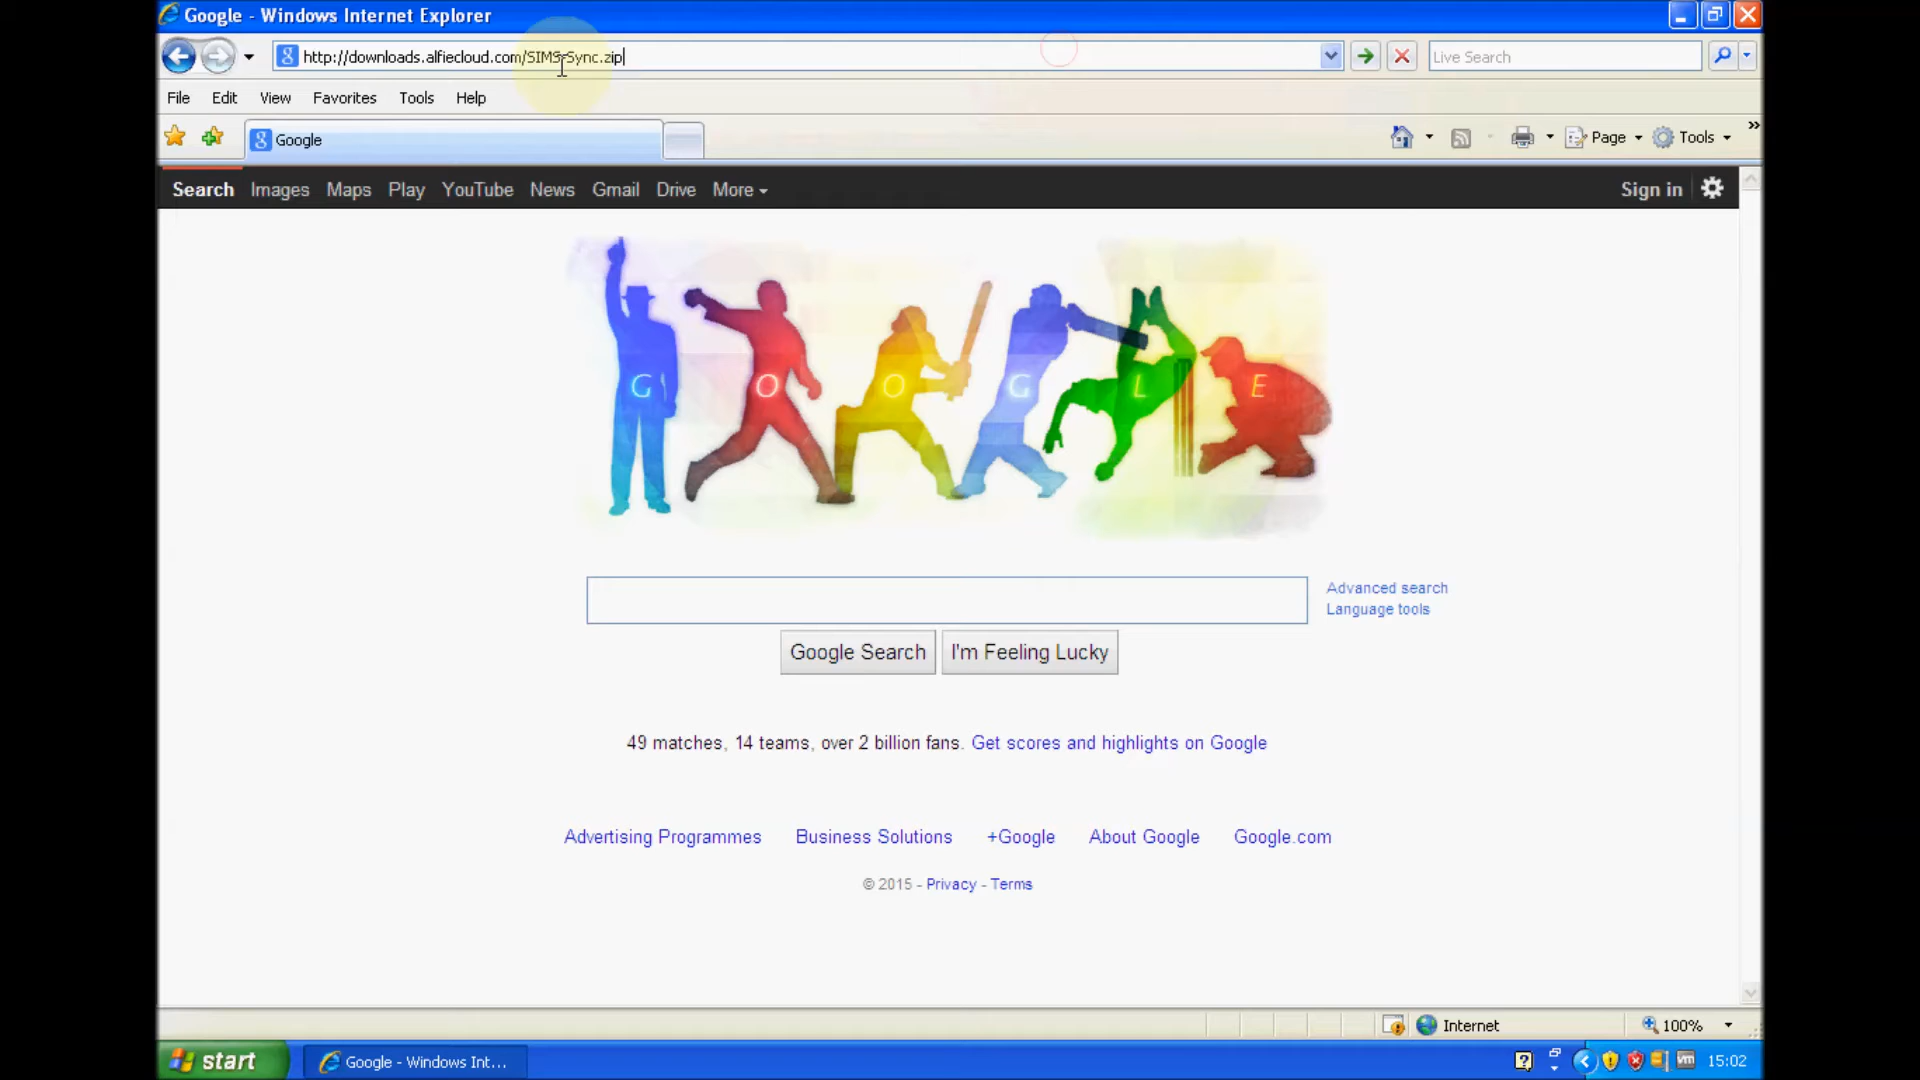 Google - Windows Internet Explorer
http://downloads.alfiecloud.com/SIMS-Sync.zip
Live Search
File Edit View Favorites Tools Help
Google
Page Tools
Search Images Maps Play YouTube News Gmail Drive More
Sign in
G O O G L E
Advanced search
Language tools
Google Search I'm Feeling Lucky
49 matches, 14 teams, over 2 billion fans. Get scores and highlights on Google
Advertising Programmes Business Solutions +Google About Google Google.com
© 2015 - Privacy - Terms
Internet
100%
start
Google - Windows Int...
15:02